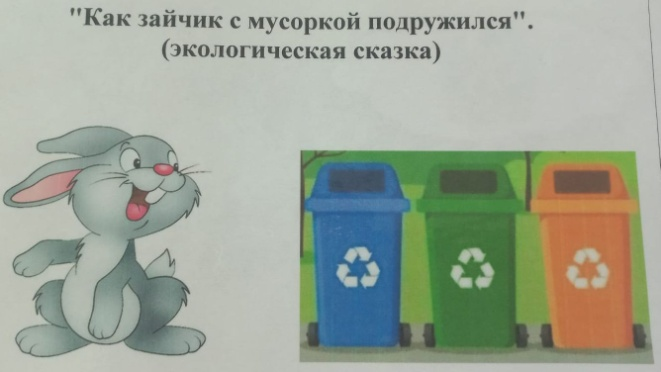 "Как зайчик с мусоркой подружился".
(экологическая сказка)